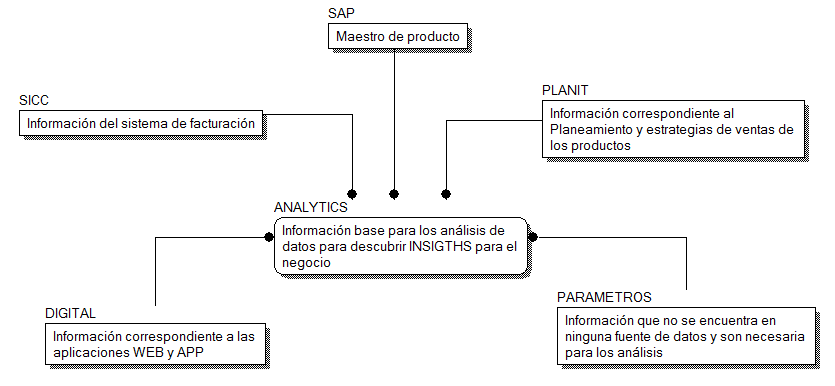 SAP
Maestro de producto
SICC
Información del sistema de facturación
PLANIT
Información correspondiente al
Planeamiento y estrategias de ventas de
los productos
ANALYTICS
Información base para los análisis de
datos para descubrir INSIGTHS para el
negocio
DIGITAL
Información correspondiente a las
aplicaciones WEB y APP
PARAMETROS
Información que no se encuentra en
ninguna fuente de datos y son necesaria
para los análisis